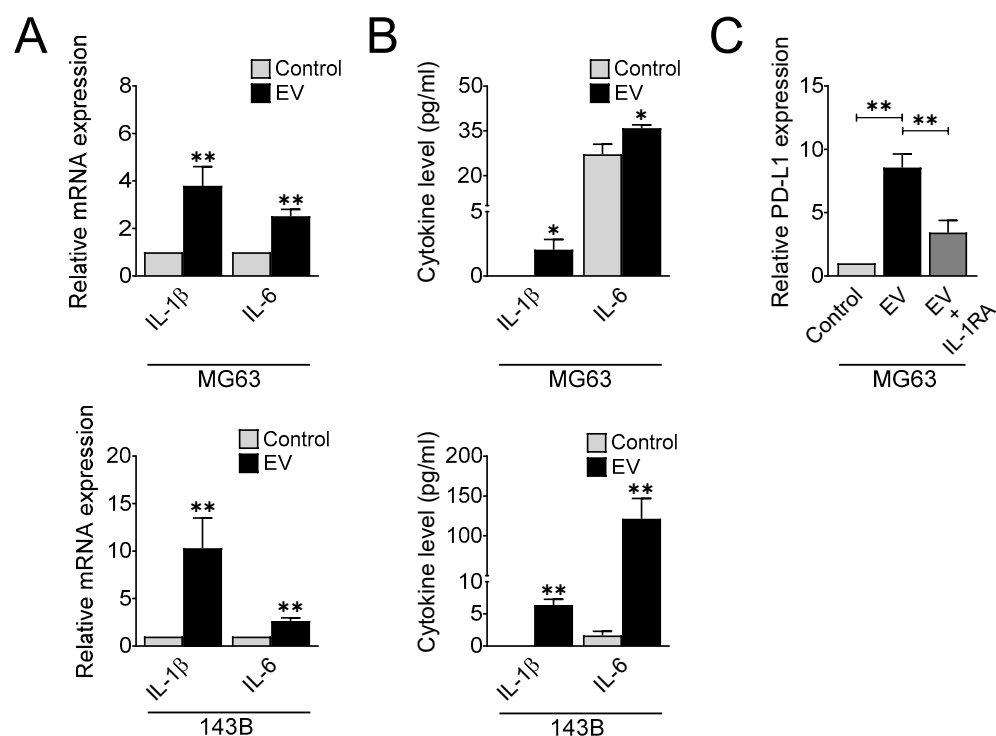 A
Relative mRNA expression
Control
EV
8
6
4
2
0
**
**
IL-1β
IL-6
MG63
B
Cytokine level (pg/ml)
Control
EV
50
35
20
5
0
*
*
IL-1β
IL-6
MG63
C
Relative PD-L1 expression
15
10
5
0
**
**
Control
EV
EV
+
IL-1RA
MG63
Relative mRNA expression
Control
EV
20
15
10
5
0
**
**
IL-1β
IL-6
143B
Cytokine level (pg/ml)
Control
EV
200
150
100
10
5
0
**
**
IL-1β
IL-6
143B